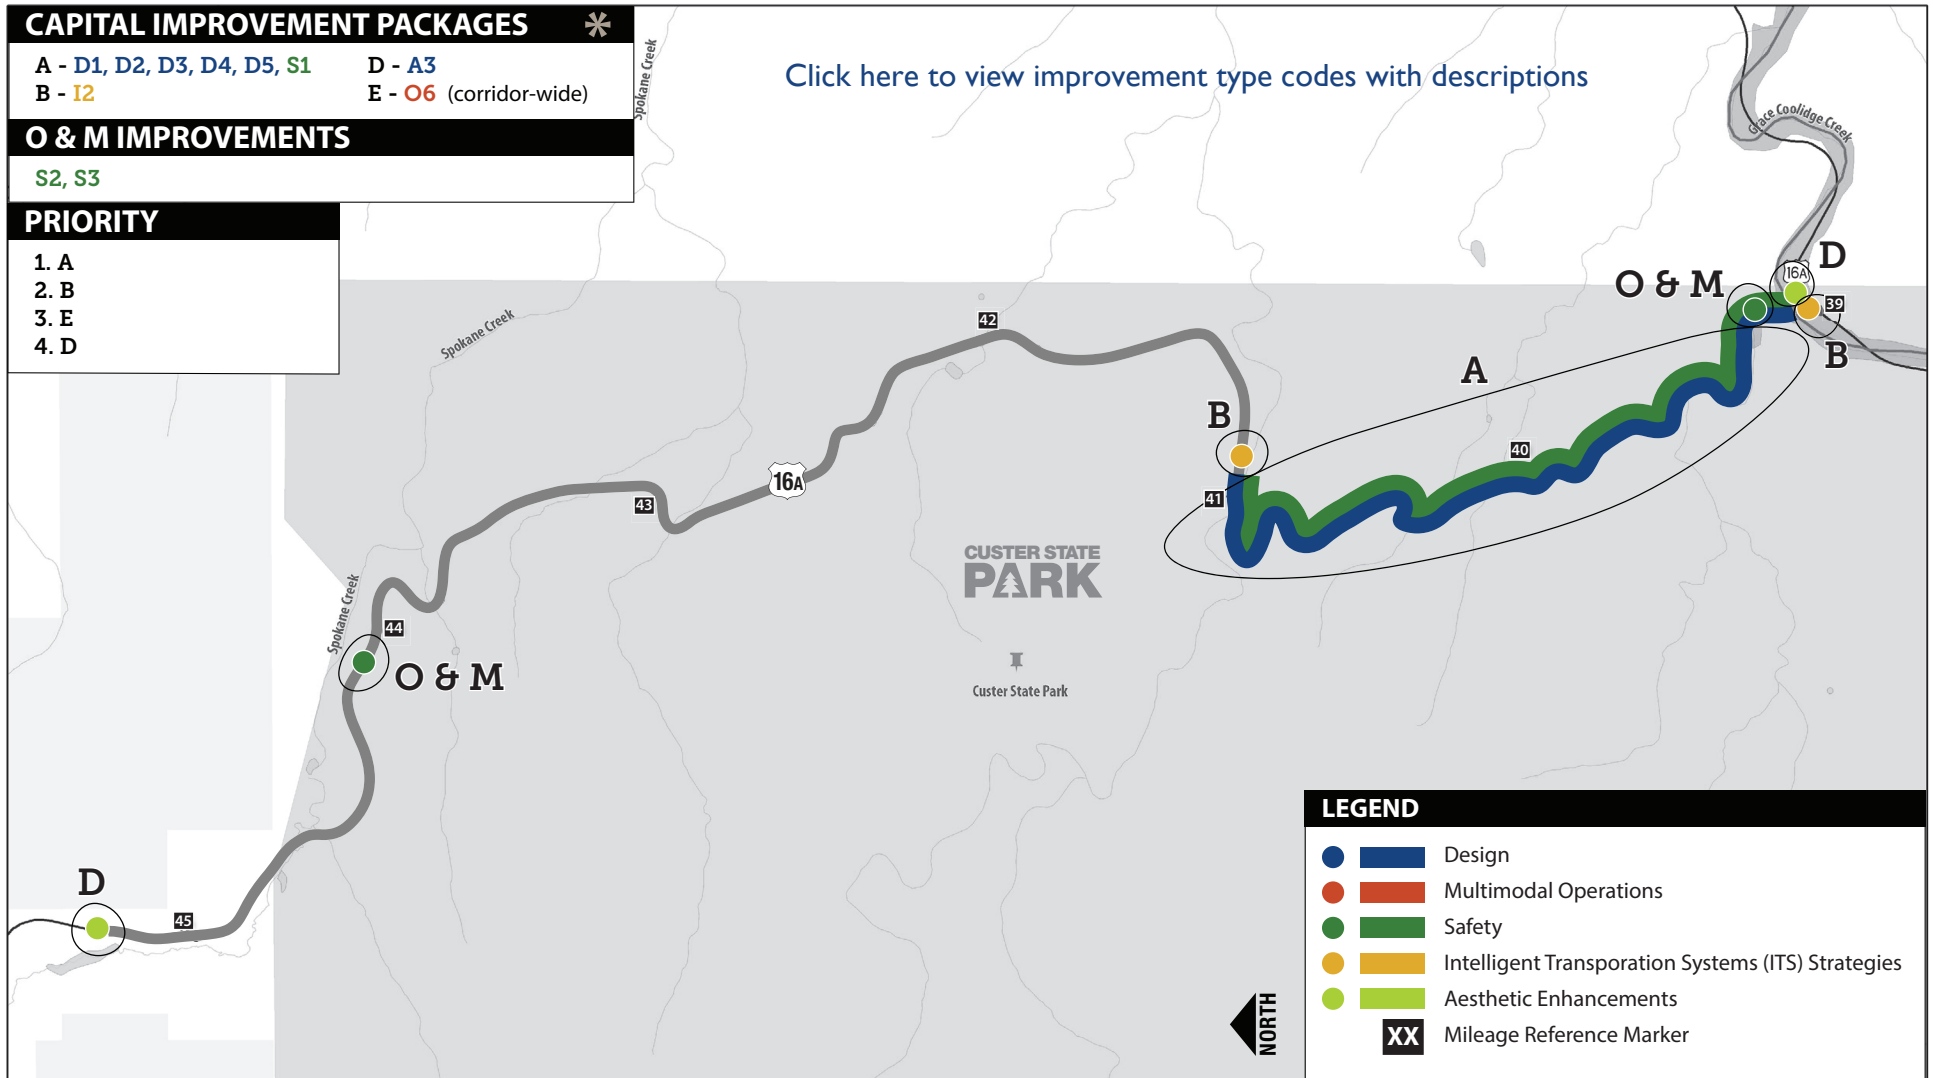 CAPITAL IMPROVEMENT PACKAGES *
A - D1, D2, D3, D4, D5, S1
B - I2
D - A3
E - O6 (corridor-wide)
O & M IMPROVEMENTS
S2, S3
PRIORITY
1. A
2. B
3. E
4. D
Click here to view improvement type codes with descriptions
Spokane Creek
Grace Coolidge Creek
D
16A
O & M
39
B
Spokane Creek
42
A
B
40
16A
41
43
CUSTER STATE
PARK
Spokane Creek
44
O & M
Custer State Park
D
45
NORTH
LEGEND
Design
Multimodal Operations
Safety
Intelligent Transporation Systems (ITS) Strategies
Aesthetic Enhancements
XX Mileage Reference Marker